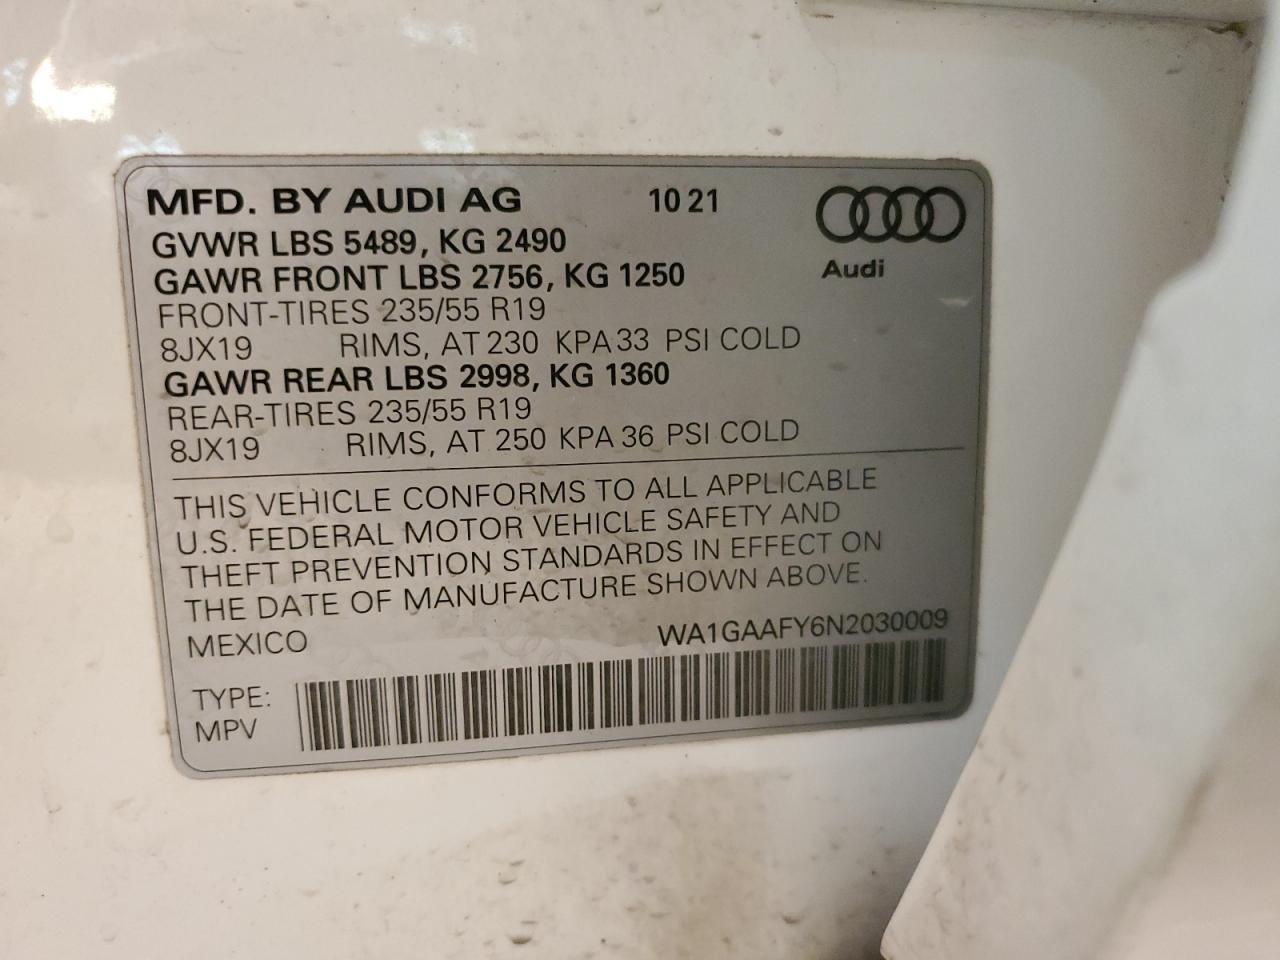 MFD. BY AUDI AG 10 21
GVWR LBS 5489, KG 2490
GAWR FRONT LBS 2756, KG 1250
Audi
FRONT-TIRES 235/55 R19
8JX19 RIMS, AT 230 KPA 33 PSI COLD
GAWR REAR LBS 2998, KG 1360
REAR-TIRES 235/55 R19
8JX19 RIMS, AT 250 KPA 36 PSI COLD
THIS VEHICLE CONFORMS TO ALL APPLICABLE
U.S. FEDERAL MOTOR VEHICLE SAFETY AND
THEFT PREVENTION STANDARDS IN EFFECT ON
THE DATE OF MANUFACTURE SHOWN ABOVE.
MEXICO WA1GAAFY6N2030009
TYPE:
MPV